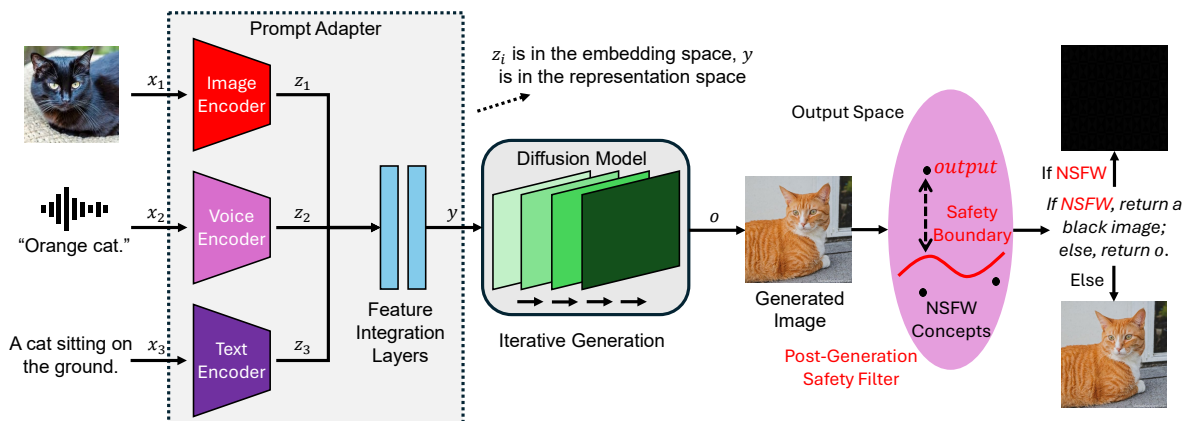 Prompt Adapter
x₁
Image
Encoder
z₁
zᵢ is in the embedding space, y
is in the representation space
"Orange cat."
x₂
Voice
Encoder
z₂
y
A cat sitting on
the ground.
x₃
Text
Encoder
z₃
Feature
Integration
Layers
Diffusion Model
Iterative Generation
o
Generated
Image
Output Space
output
Safety
Boundary
NSFW
Concepts
Post-Generation
Safety Filter
If NSFW
If NSFW, return a
black image;
else, return o.
Else